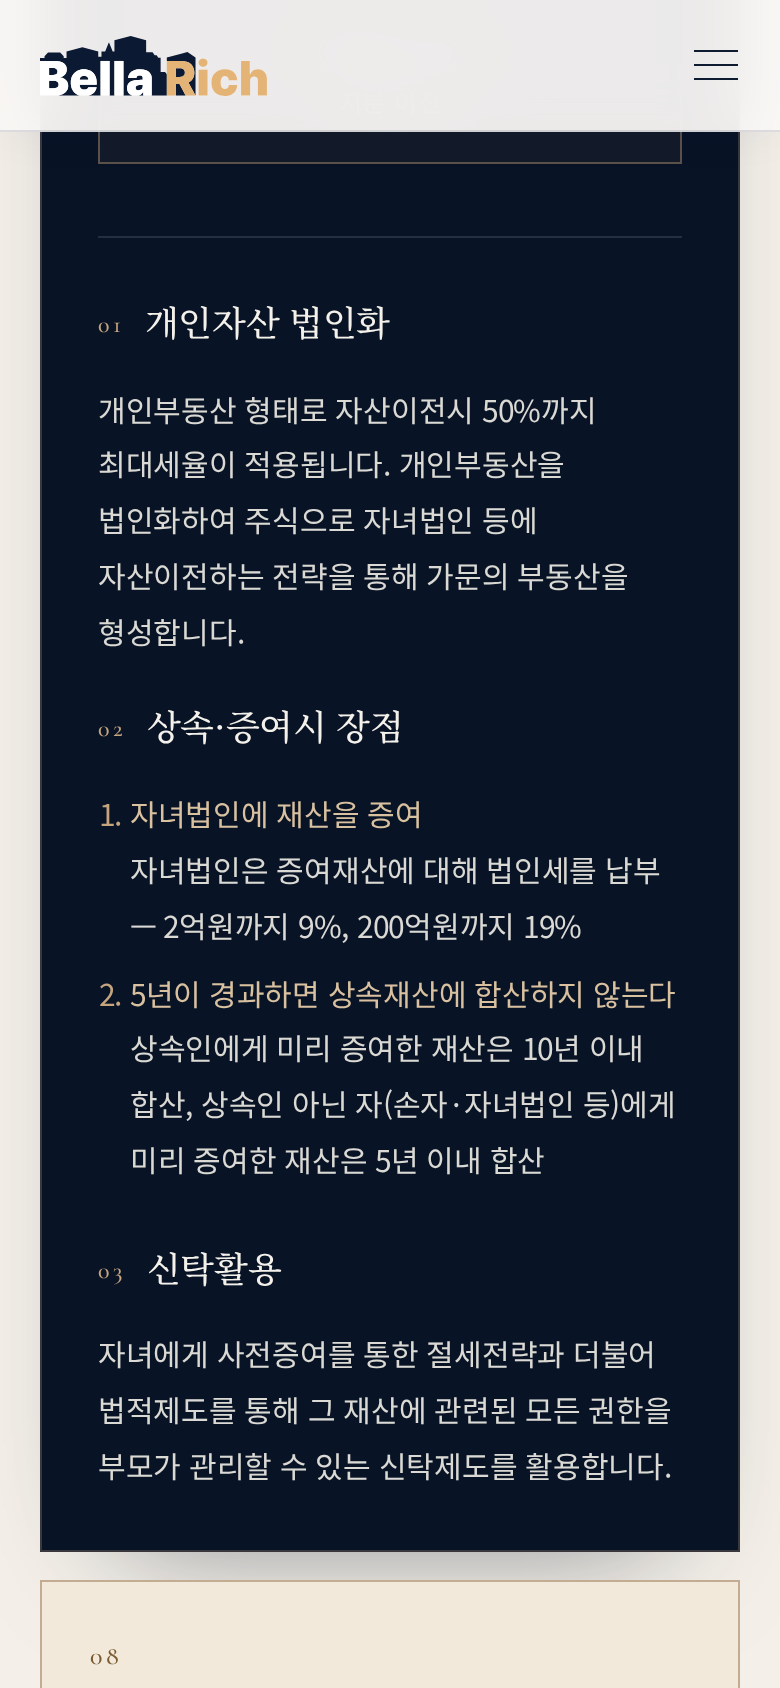 Bella Rich
01 개인자산 법인화
개인부동산 형태로 자산이전시 50%까지
최대세율이 적용됩니다. 개인부동산을
법인화하여 주식으로 자녀법인 등에
자산이전하는 전략을 통해 가문의 부동산을
형성합니다.
02 상속·증여시 장점
1. 자녀법인에 재산을 증여
자녀법인은 증여재산에 대해 법인세를 납부
— 2억원까지 9%, 200억원까지 19%
2. 5년이 경과하면 상속재산에 합산하지 않는다
상속인에게 미리 증여한 재산은 10년 이내
합산, 상속인 아닌 자(손자·자녀법인 등)에게
미리 증여한 재산은 5년 이내 합산
03 신탁활용
자녀에게 사전증여를 통한 절세전략과 더불어
법적제도를 통해 그 재산에 관련된 모든 권한을
부모가 관리할 수 있는 신탁제도를 활용합니다.
08